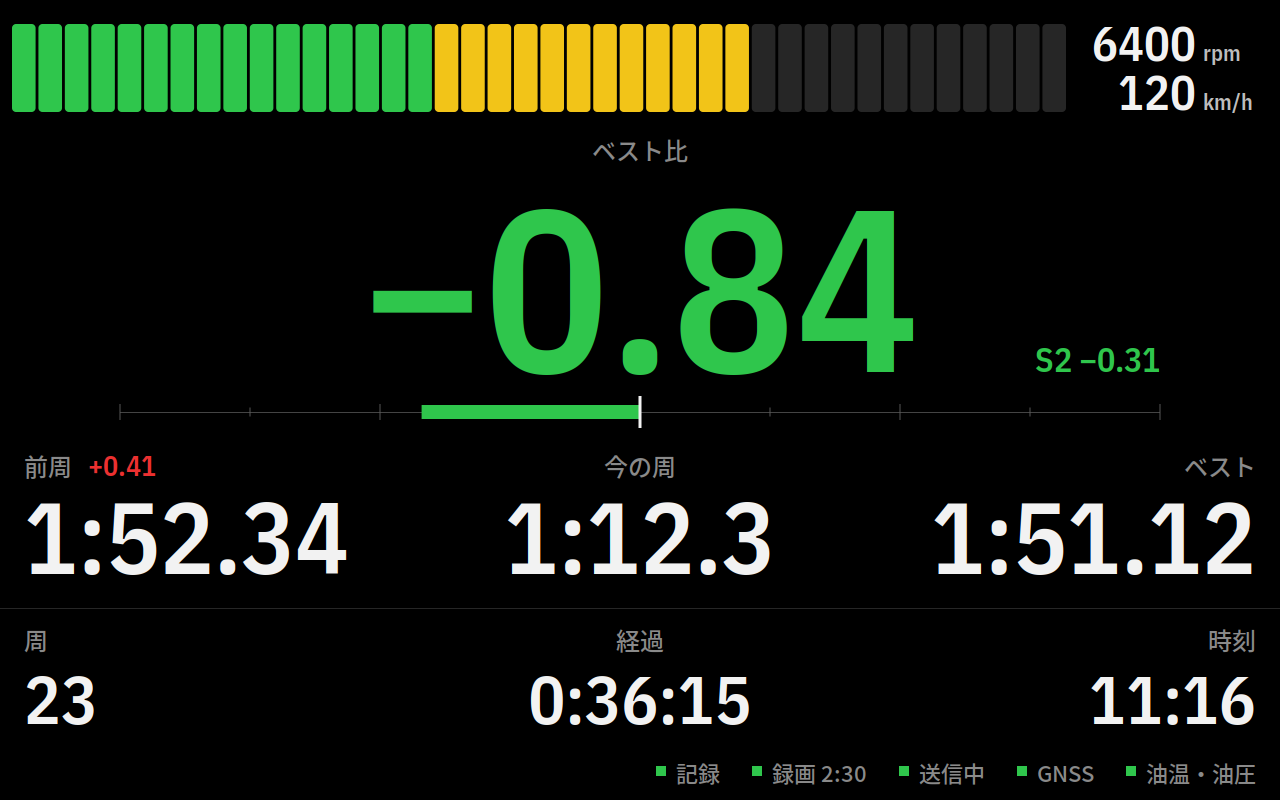 6400 rpm
120 km/h
ベスト比
−0.84
S2 −0.31
前周 +0.41 今の周 ベスト
1:52.34 1:12.3 1:51.12
周 経過 時刻
23 0:36:15 11:16
記録 録画 2:30 送信中 GNSS 油温・油圧